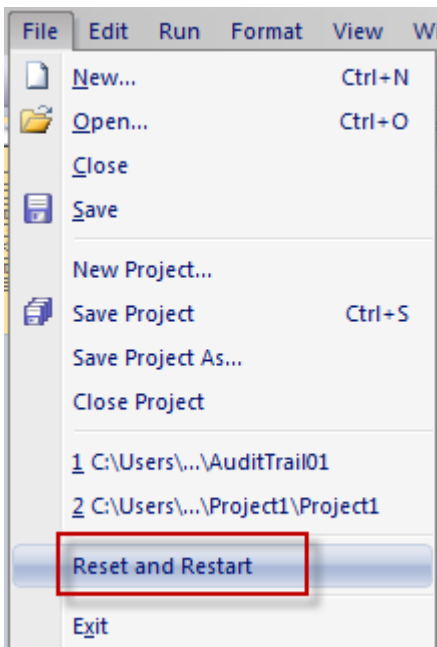 File Edit Run Format View W
New... Ctrl+N
Open... Ctrl+O
Close
Save
New Project...
Save Project Ctrl+S
Save Project As...
Close Project
1 C:\Users\...\AuditTrail01
2 C:\Users\...\Project1\Project1
Reset and Restart
Exit